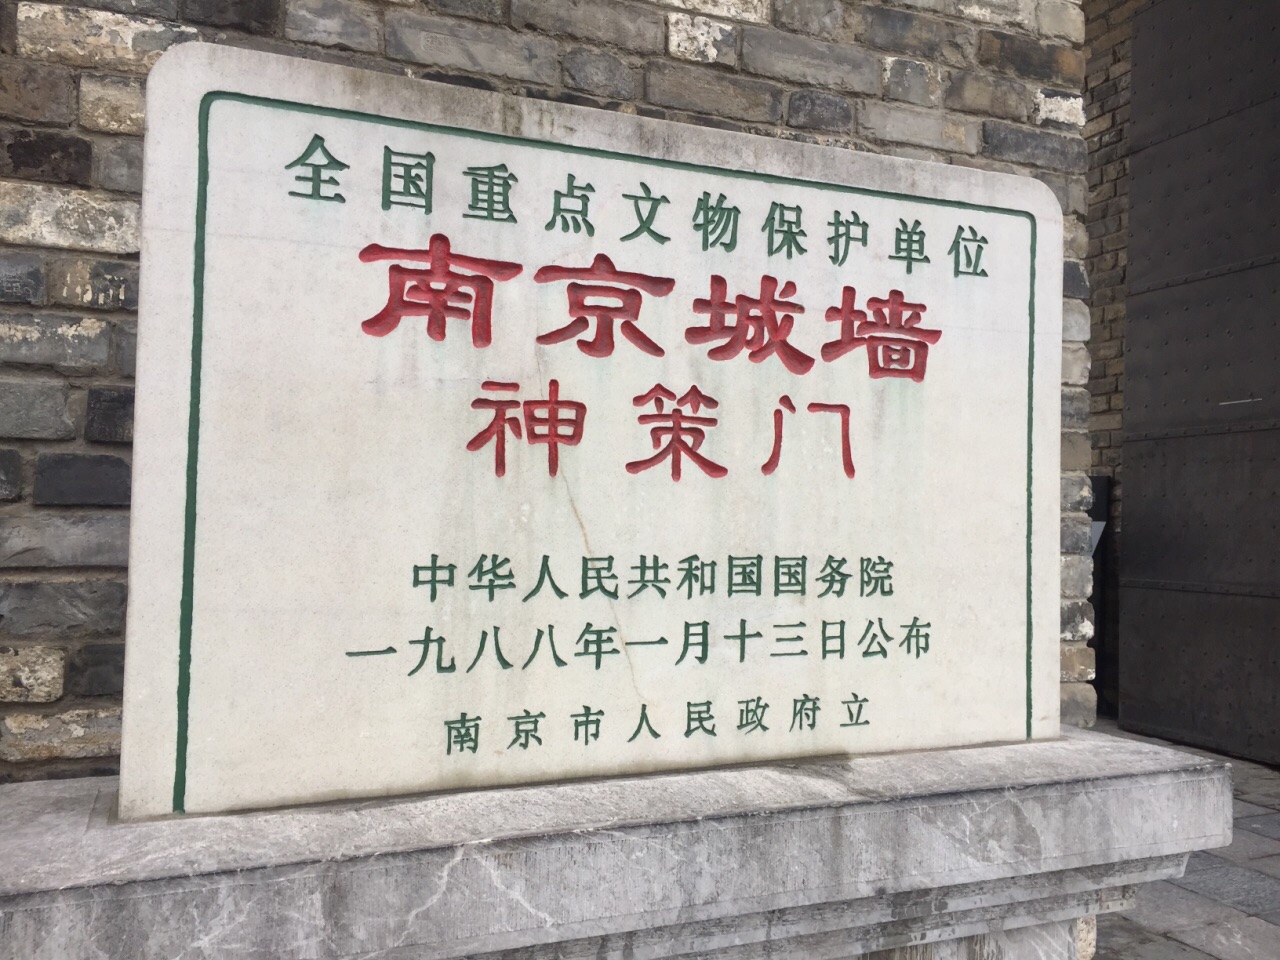 全国重点文物保护单位
南京城墙
神策门
中华人民共和国国务院
一九八八年一月十三日公布
南京市人民政府立